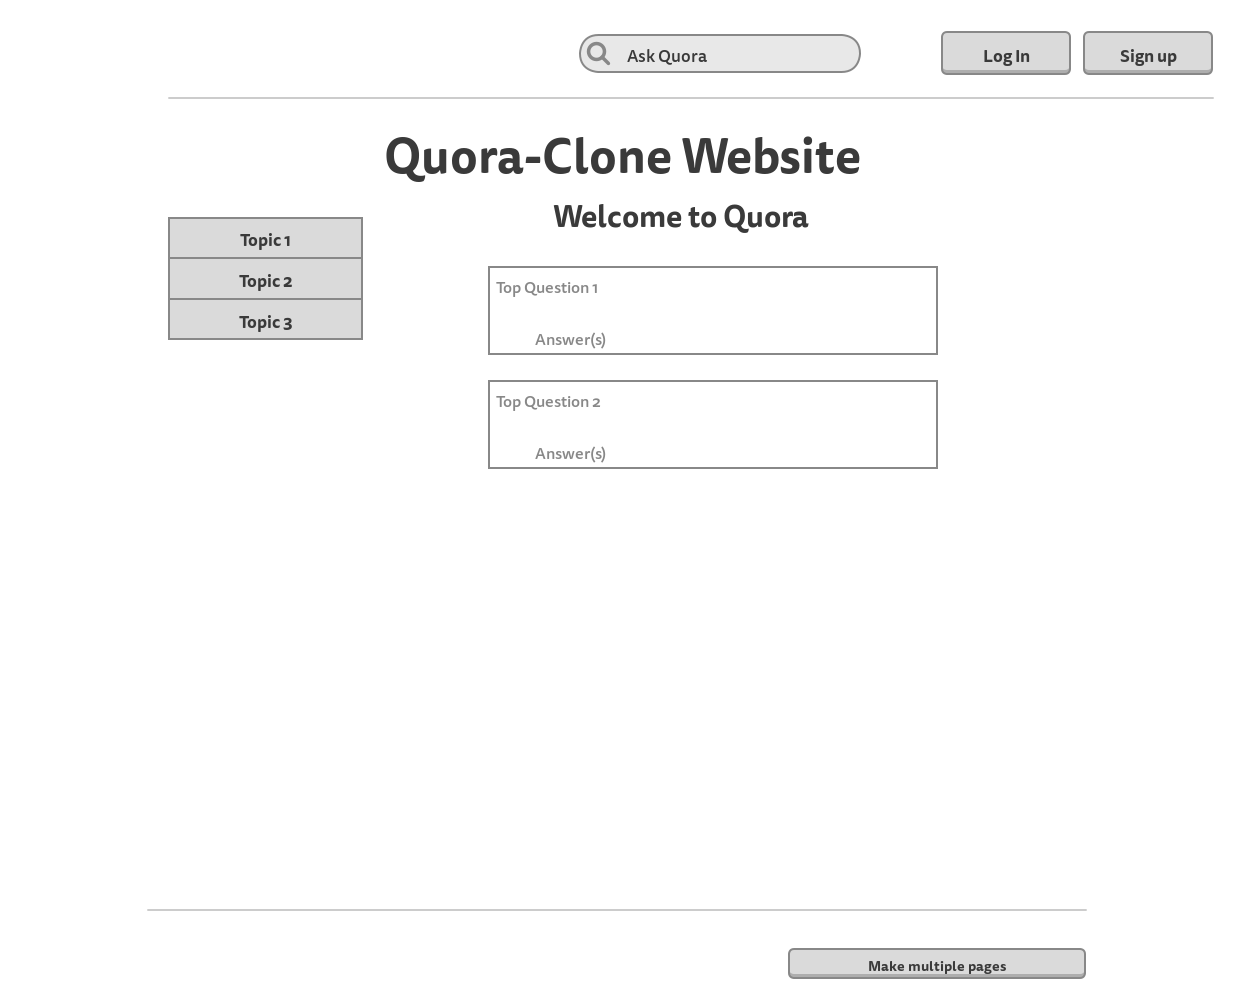 Ask Quora
Log In
Sign up
Quora-Clone Website
Welcome to Quora
Topic 1
Topic 2
Topic 3
Top Question 1
Answer(s)
Top Question 2
Answer(s)
Make multiple pages